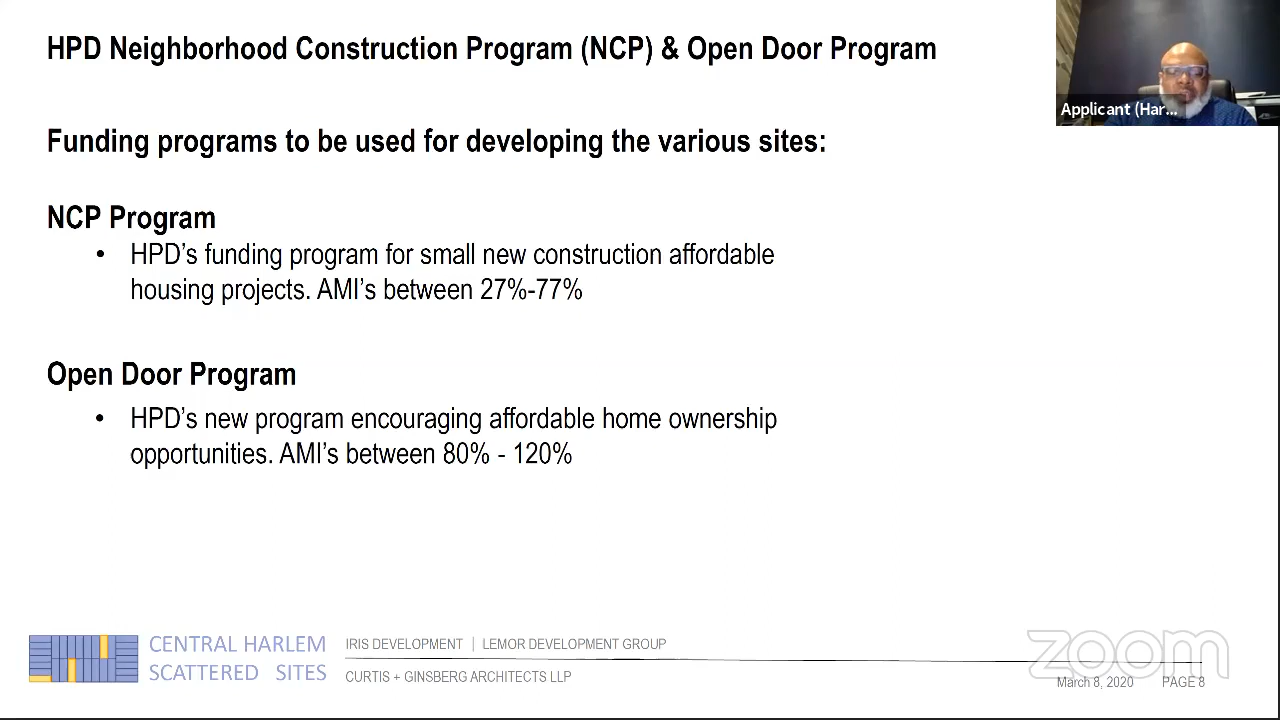 HPD Neighborhood Construction Program (NCP) & Open Door Program
Applicant (Har...
Funding programs to be used for developing the various sites:
NCP Program
• HPD's funding program for small new construction affordable
housing projects. AMI's between 27%-77%
Open Door Program
• HPD's new program encouraging affordable home ownership
opportunities. AMI's between 80% - 120%
CENTRAL HARLEM
SCATTERED SITES
IRIS DEVELOPMENT | LEMOR DEVELOPMENT GROUP
CURTIS + GINSBERG ARCHITECTS LLP
zoom
March 8, 2020 PAGE 8